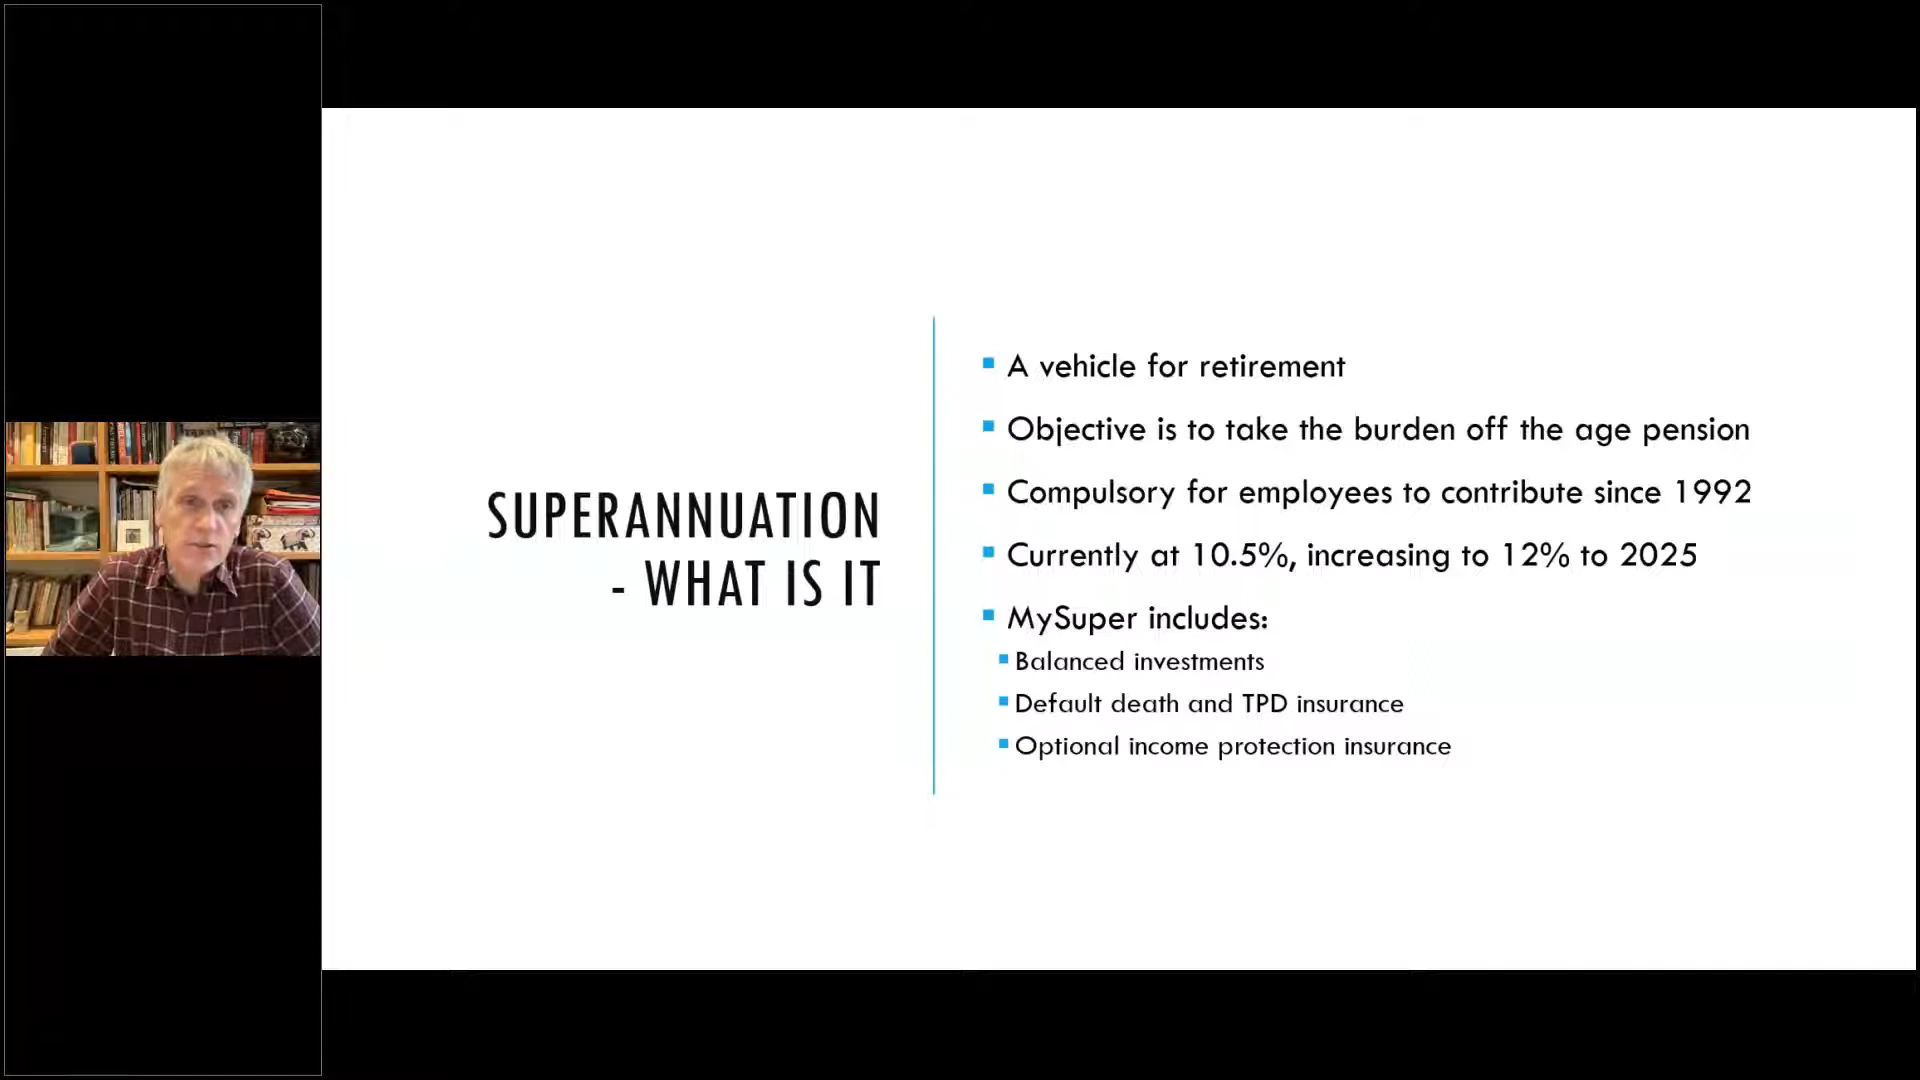 SUPERANNUATION
- WHAT IS IT
A vehicle for retirement
Objective is to take the burden off the age pension
Compulsory for employees to contribute since 1992
Currently at 10.5%, increasing to 12% to 2025
MySuper includes:
Balanced investments
Default death and TPD insurance
Optional income protection insurance